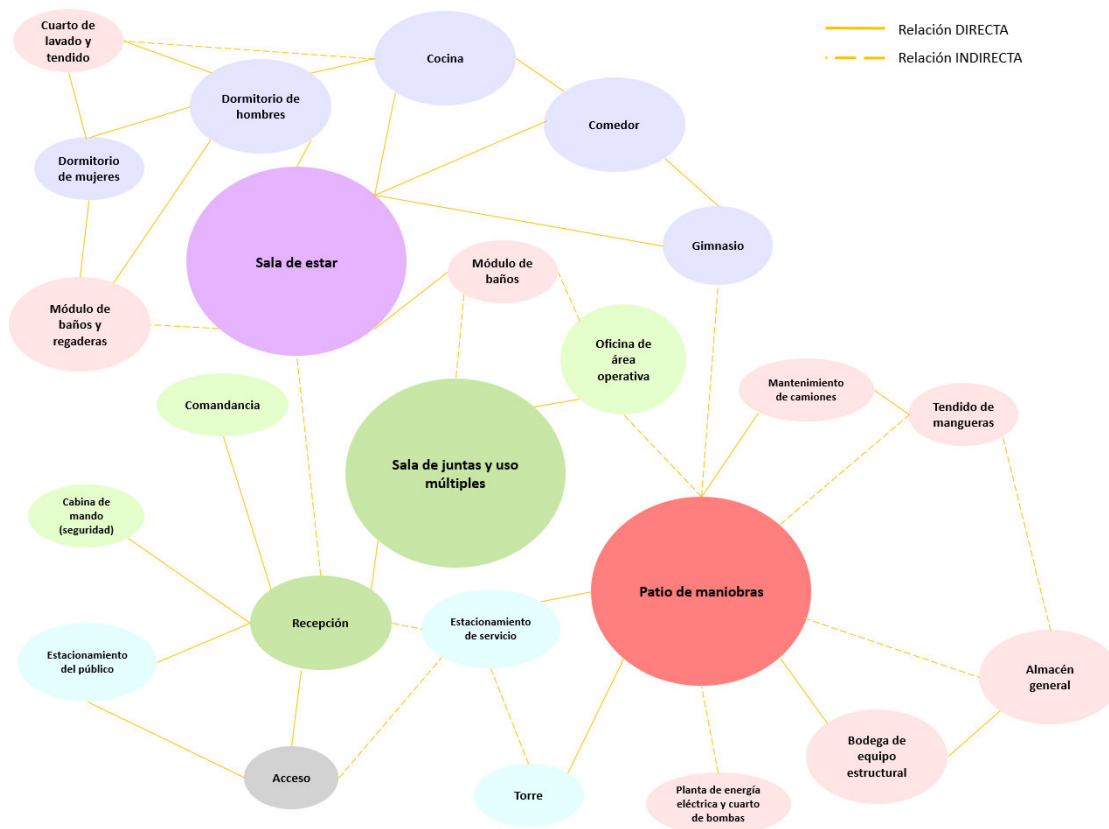 Cuarto de
lavado y
tendido
Cocina
Relación DIRECTA
Relación INDIRECTA
Dormitorio de
hombres
Comedor
Dormitorio
de mujeres
Sala de estar
Gimnasio
Módulo de
baños
Módulo de
baños y
regaderas
Oficina de
área
operativa
Comandancia
Mantenimiento
de camiones
Tendido de
mangueras
Sala de juntas y uso
múltiples
Cabina de
mando
(seguridad)
Patio de maniobras
Recepción
Estacionamiento
de servicio
Estacionamiento
del público
Almacén
general
Bodega de
equipo
estructural
Acceso
Torre
Planta de energía
eléctrica y cuarto
de bombas